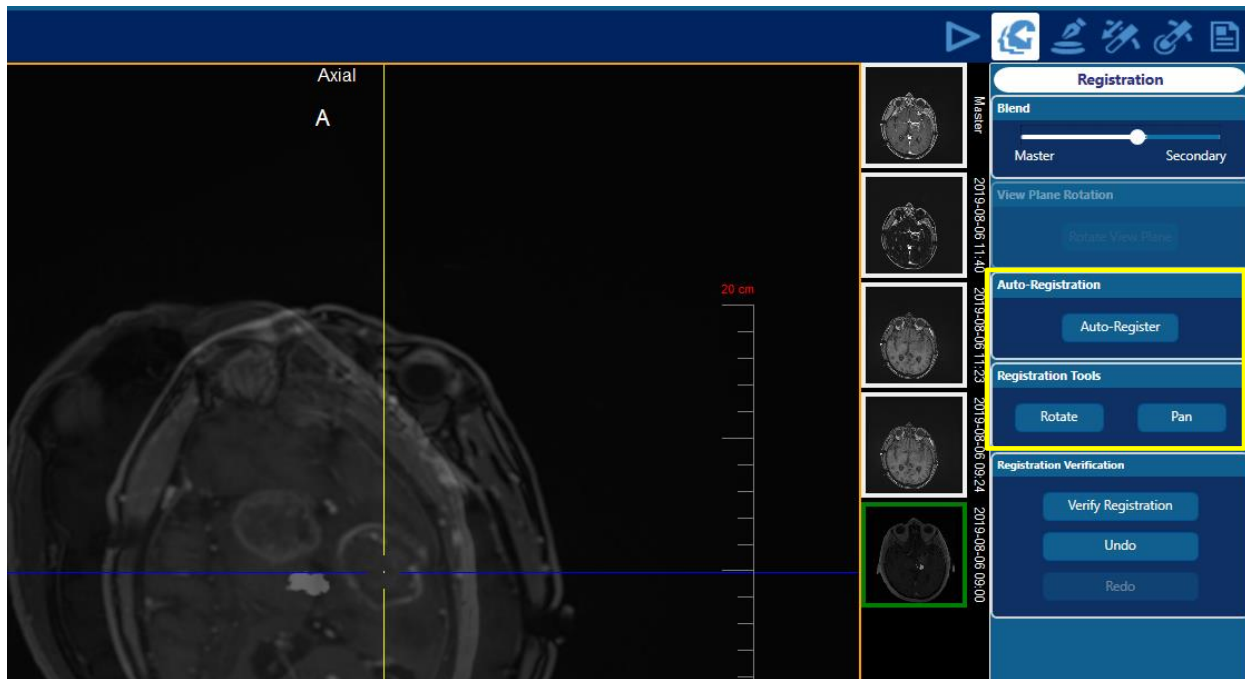 Axial
A
20 cm
Master
2019-08-06 11:40
2019-08-06 11:23
2019-08-06 09:24
2019-08-06 09:00
Registration
Blend
Master Secondary
View Plane Rotation
Rotate View Plane
Auto-Registration
Auto-Register
Registration Tools
Rotate Pan
Registration Verification
Verify Registration
Undo
Redo